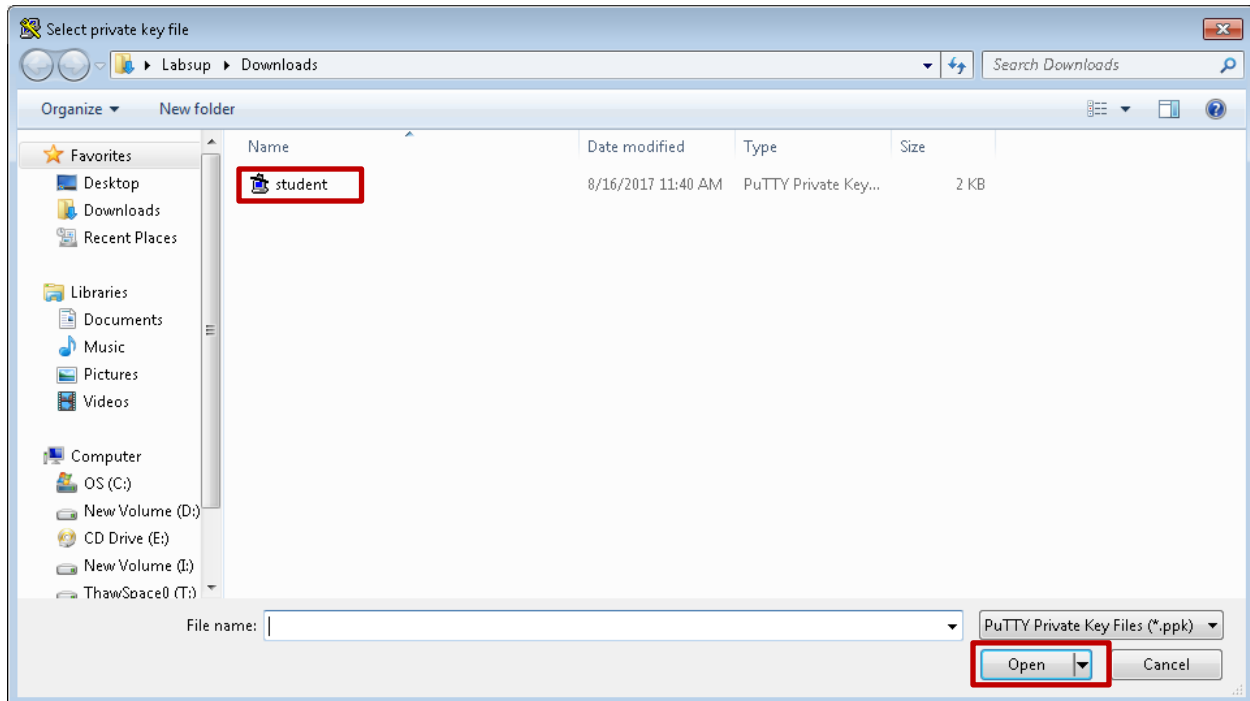 Select private key file
Labsup Downloads Search Downloads
Organize New folder
Name Date modified Type Size
student 8/16/2017 11:40 AM PuTTY Private Key... 2 KB
Favorites
Desktop
Downloads
Recent Places
Libraries
Documents
Music
Pictures
Videos
Computer
OS (C:)
New Volume (D:)
CD Drive (E:)
New Volume (I:)
ThawSpace0 (T:)
File name: PuTTY Private Key Files (*.ppk)
Open Cancel